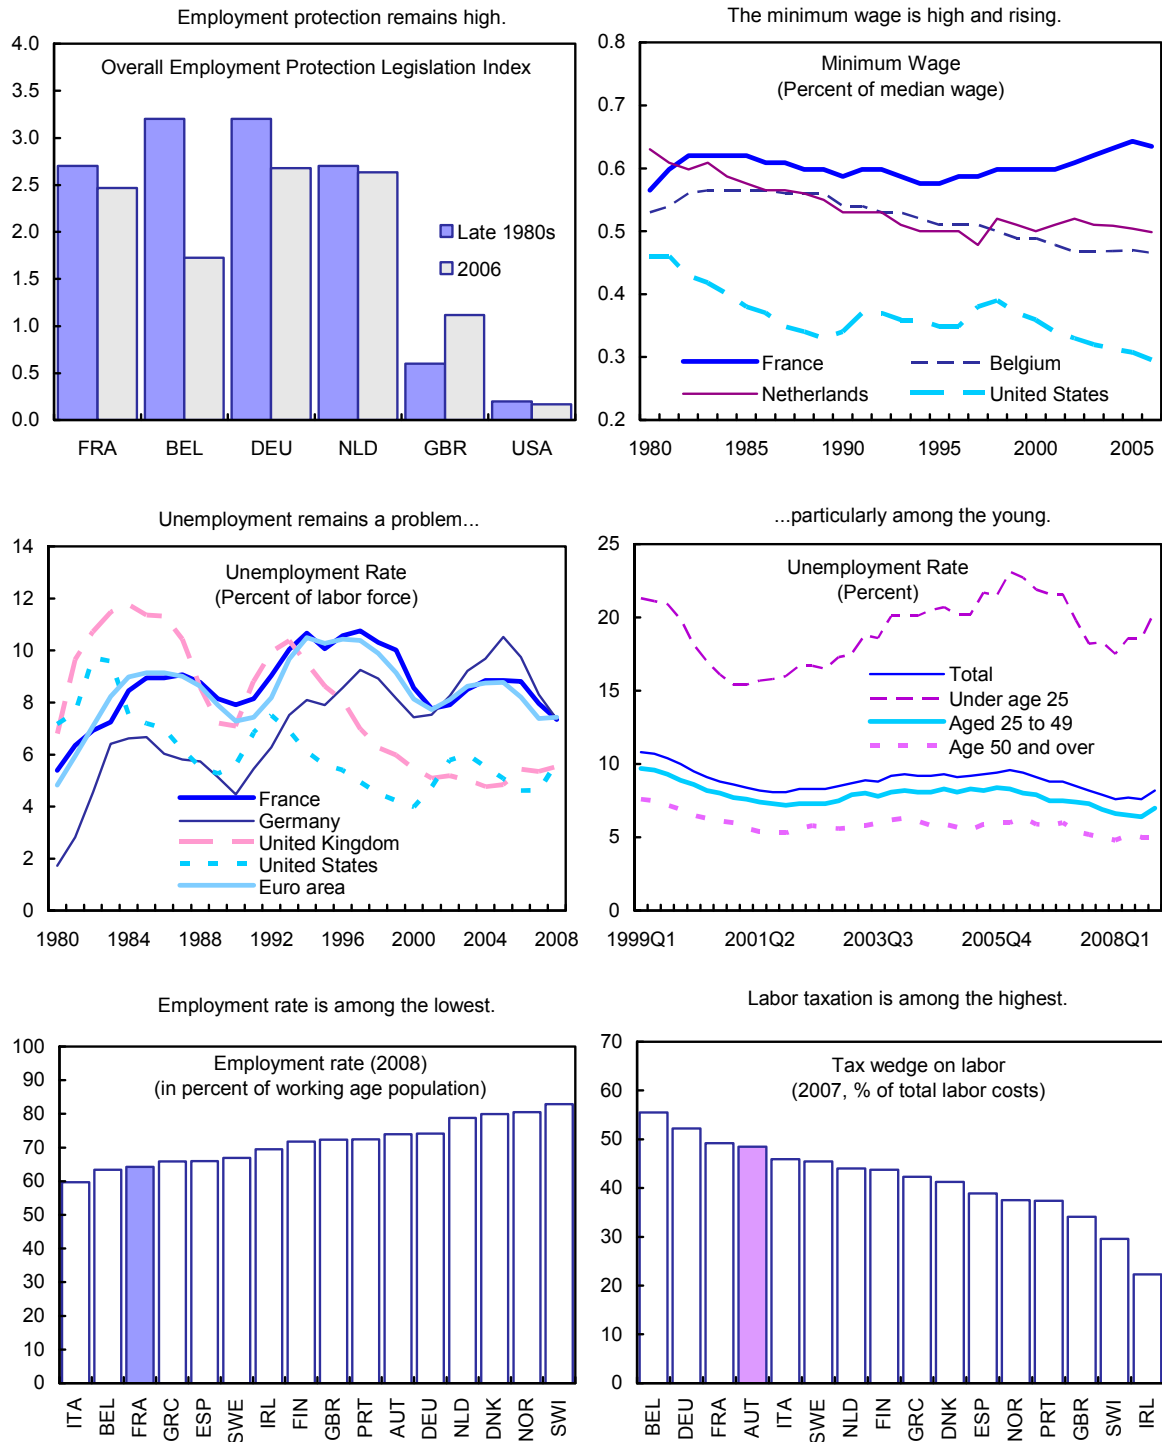 Employment protection remains high.
4.0
3.5
3.0
2.5
2.0
1.5
1.0
0.5
0.0
Overall Employment Protection Legislation Index
Late 1980s
2006
FRA BEL DEU NLD GBR USA
The minimum wage is high and rising.
0.8
0.7
0.6
0.5
0.4
0.3
0.2
Minimum Wage
(Percent of median wage)
France Belgium
Netherlands United States
1980 1985 1990 1995 2000 2005
Unemployment remains a problem...
14
12
10
8
6
4
2
0
Unemployment Rate
(Percent of labor force)
France
Germany
United Kingdom
United States
Euro area
1980 1984 1988 1992 1996 2000 2004 2008
...particularly among the young.
25
20
15
10
5
0
Unemployment Rate
(Percent)
Total
Under age 25
Aged 25 to 49
Age 50 and over
1999Q1 2001Q2 2003Q3 2005Q4 2008Q1
Employment rate is among the lowest.
100
90
80
70
60
50
40
30
20
10
0
Employment rate (2008)
(in percent of working age population)
ITA BEL FRA GRC ESP SWE IRL FIN GBR PRT AUT DEU NLD DNK NOR SWI
Labor taxation is among the highest.
70
60
50
40
30
20
10
0
Tax wedge on labor
(2007, % of total labor costs)
BEL DEU FRA AUT ITA SWE NLD FIN GRC DNK ESP NOR PRT GBR SWI IRL